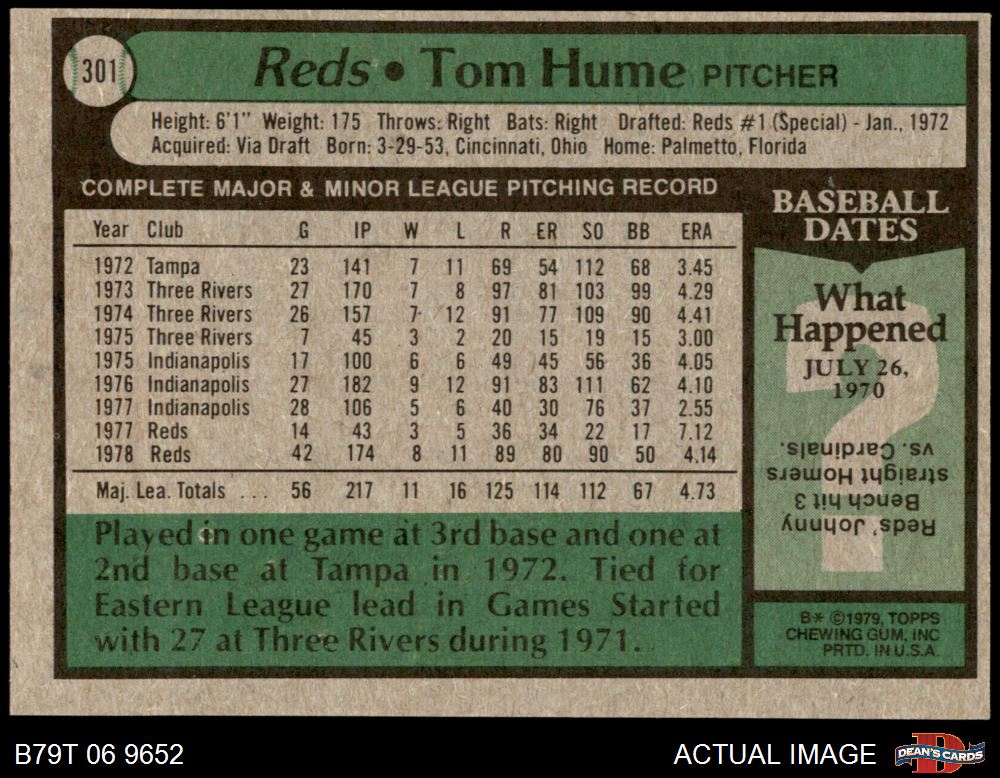 301
Reds • Tom Hume PITCHER
Height: 6'1" Weight: 175 Throws: Right Bats: Right Drafted: Reds #1 (Special) - Jan., 1972
Acquired: Via Draft Born: 3-29-53, Cincinnati, Ohio Home: Palmetto, Florida
COMPLETE MAJOR & MINOR LEAGUE PITCHING RECORD
Year Club G IP W L R ER SO BB ERA
1972 Tampa 23 141 7 11 69 54 112 68 3.45
1973 Three Rivers 27 170 7 8 97 81 103 99 4.29
1974 Three Rivers 26 157 7 12 91 77 109 90 4.41
1975 Three Rivers 7 45 3 2 20 15 19 15 3.00
1975 Indianapolis 17 100 6 6 49 45 56 36 4.05
1976 Indianapolis 27 182 9 12 91 83 111 62 4.10
1977 Indianapolis 28 106 5 6 40 30 76 37 2.55
1977 Reds 14 43 3 5 36 34 22 17 7.12
1978 Reds 42 174 8 11 89 80 90 50 4.14
Maj. Lea. Totals ... 56 217 11 16 125 114 112 67 4.73
Played in one game at 3rd base and one at
2nd base at Tampa in 1972. Tied for
Eastern League lead in Games Started
with 27 at Three Rivers during 1971.
BASEBALL
DATES
What
Happened
JULY 26,
1970
Reds' Johnny
Bench hit 3
straight Homers
vs. Cardinals.
B* ©1979, TOPPS
CHEWING GUM, INC
PRTD. IN U.S.A.
B79T 06 9652
ACTUAL IMAGE
DEAN'S CARDS